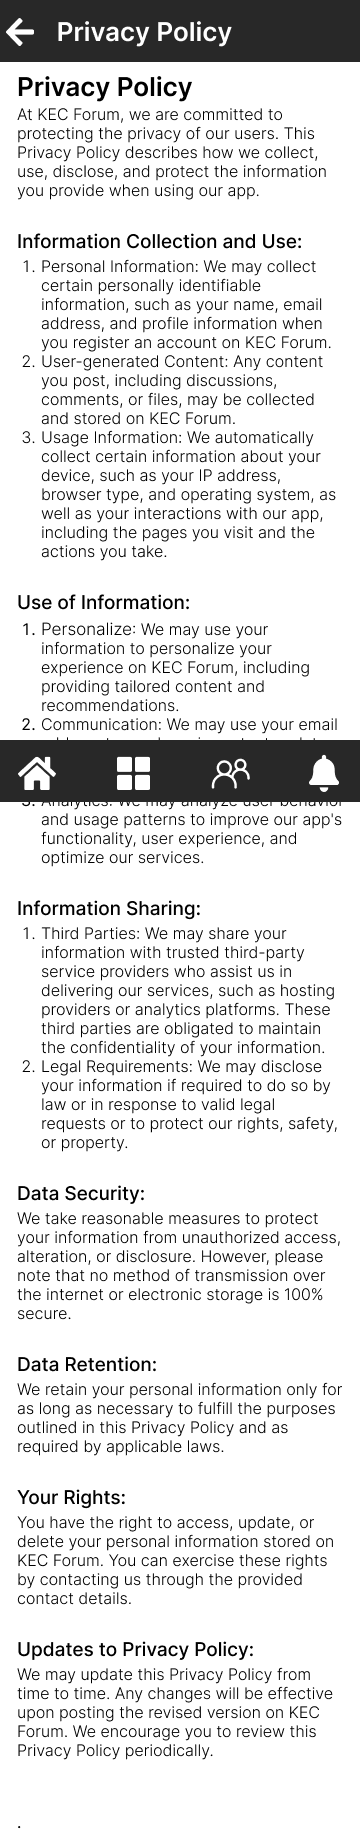 Privacy Policy
Privacy Policy
At KEC Forum, we are committed to
protecting the privacy of our users. This
Privacy Policy describes how we collect,
use, disclose, and protect the information
you provide when using our app.
Information Collection and Use:
1. Personal Information: We may collect
certain personally identifiable
information, such as your name, email
address, and profile information when
you register an account on KEC Forum.
2. User-generated Content: Any content
you post, including discussions,
comments, or files, may be collected
and stored on KEC Forum.
3. Usage Information: We automatically
collect certain information about your
device, such as your IP address,
browser type, and operating system, as
well as your interactions with our app,
including the pages you visit and the
actions you take.
Use of Information:
1. Personalize: We may use your
information to personalize your
experience on KEC Forum, including
providing tailored content and
recommendations.
2. Communication: We may use your email
3. Analytics: We may analyze user behavior
and usage patterns to improve our app's
functionality, user experience, and
optimize our services.
Information Sharing:
1. Third Parties: We may share your
information with trusted third-party
service providers who assist us in
delivering our services, such as hosting
providers or analytics platforms. These
third parties are obligated to maintain
the confidentiality of your information.
2. Legal Requirements: We may disclose
your information if required to do so by
law or in response to valid legal
requests or to protect our rights, safety,
or property.
Data Security:
We take reasonable measures to protect
your information from unauthorized access,
alteration, or disclosure. However, please
note that no method of transmission over
the internet or electronic storage is 100%
secure.
Data Retention:
We retain your personal information only for
as long as necessary to fulfill the purposes
outlined in this Privacy Policy and as
required by applicable laws.
Your Rights:
You have the right to access, update, or
delete your personal information stored on
KEC Forum. You can exercise these rights
by contacting us through the provided
contact details.
Updates to Privacy Policy:
We may update this Privacy Policy from
time to time. Any changes will be effective
upon posting the revised version on KEC
Forum. We encourage you to review this
Privacy Policy periodically.
.